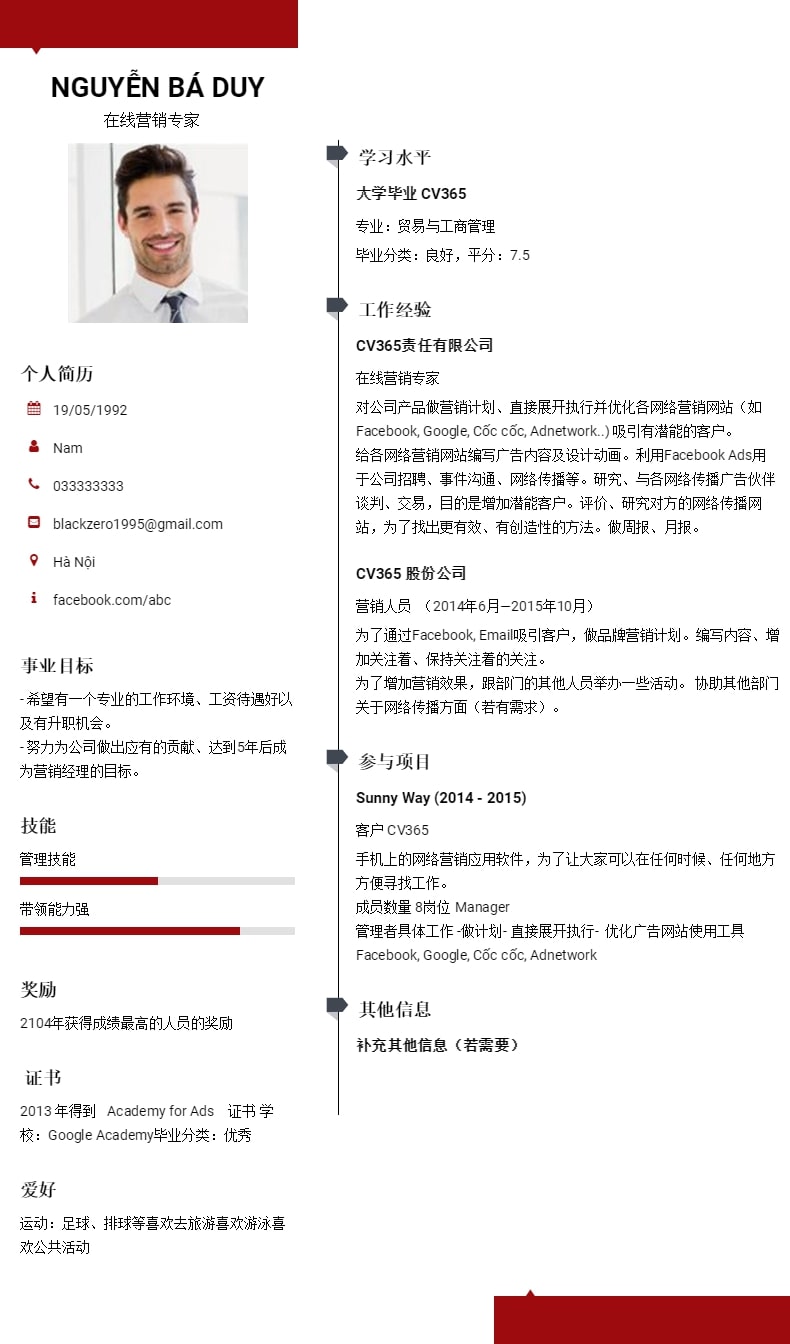 NGUYỄN BÁ DUY
在线营销专家
个人简历
19/05/1992
Nam
033333333
blackzero1995@gmail.com
Hà Nội
facebook.com/abc
事业目标
- 希望有一个专业的工作环境、工资待遇好以
及有升职机会。
- 努力为公司做出应有的贡献、达到5年后成
为营销经理的目标。
技能
管理技能
带领能力强
奖励
2104年获得成绩最高的人员的奖励
证书
2013 年得到 Academy for Ads 证书 学
校：Google Academy毕业分类：优秀
爱好
运动：足球、排球等喜欢去旅游喜欢游泳喜
欢公共活动
学习水平
大学毕业 CV365
专业：贸易与工商管理
毕业分类：良好，平分：7.5
工作经验
CV365责任有限公司
在线营销专家
对公司产品做营销计划、直接展开执行并优化各网络营销网站（如
Facebook, Google, Cốc cốc, Adnetwork..) 吸引有潜能的客户。
给各网络营销网站编写广告内容及设计动画。利用Facebook Ads用
于公司招聘、事件沟通、网络传播等。研究、与各网络传播广告伙伴
谈判、交易，目的是增加潜能客户。评价、研究对方的网络传播网
站，为了找出更有效、有创造性的方法。做周报、月报。
CV365 股份公司
营销人员 （2014年6月—2015年10月）
为了通过Facebook, Email吸引客户，做品牌营销计划。编写内容、增
加关注着、保持关注着的关注。
为了增加营销效果，跟部门的其他人员举办一些活动。 协助其他部门
关于网络传播方面（若有需求）。
参与项目
Sunny Way (2014 - 2015)
客户 CV365
手机上的网络营销应用软件，为了让大家可以在任何时候、任何地方
方便寻找工作。
成员数量 8岗位 Manager
管理者具体工作 -做计划- 直接展开执行- 优化广告网站使用工具
Facebook, Google, Cốc cốc, Adnetwork
其他信息
补充其他信息（若需要）